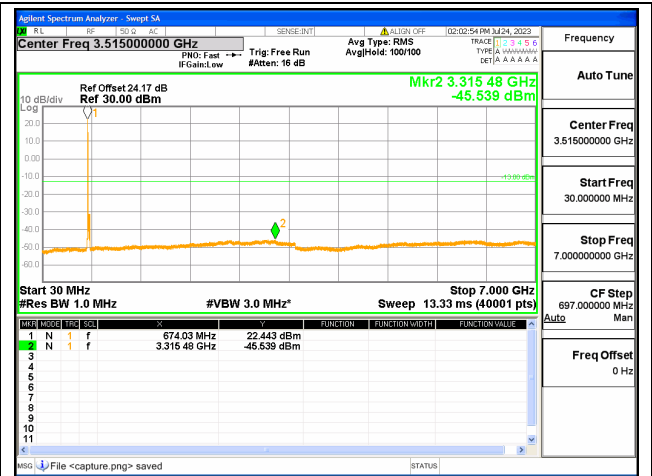 Agilent Spectrum Analyzer - Swept SA
RL RF 50 Ω AC SENSE:INT ALIGN OFF 02:02:54 PM Jul 24, 2023
Center Freq 3.515000000 GHz
PNO: Fast
IFGain:Low
Trig: Free Run
#Atten: 16 dB
Avg Type: RMS
Avg|Hold: 100/100
TRACE 1 2 3 4 5 6
TYPE A WWWWW
DET A A A A A A
Ref Offset 24.17 dB
Ref 30.00 dBm
10 dB/div
Log
Mkr2 3.315 48 GHz
-45.539 dBm
1
20.0
10.0
0.00
-10.0
-13.00 dBm
-20.0
-30.0
-40.0
2
-50.0
-60.0
Start 30 MHz
Stop 7.000 GHz
#Res BW 1.0 MHz
#VBW 3.0 MHz*
Sweep 13.33 ms (40001 pts)
MKR MODE TRC SCL X Y FUNCTION FUNCTION WIDTH FUNCTION VALUE
1 N 1 f 674.03 MHz 22.443 dBm
2 N 1 f 3.315 48 GHz -45.539 dBm
3
4
5
6
7
8
9
10
11
MSG File <capture.png> saved
STATUS
Frequency
Auto Tune
Center Freq
3.515000000 GHz
Start Freq
30.000000 MHz
Stop Freq
7.000000000 GHz
CF Step
697.000000 MHz
Auto Man
Freq Offset
0 Hz